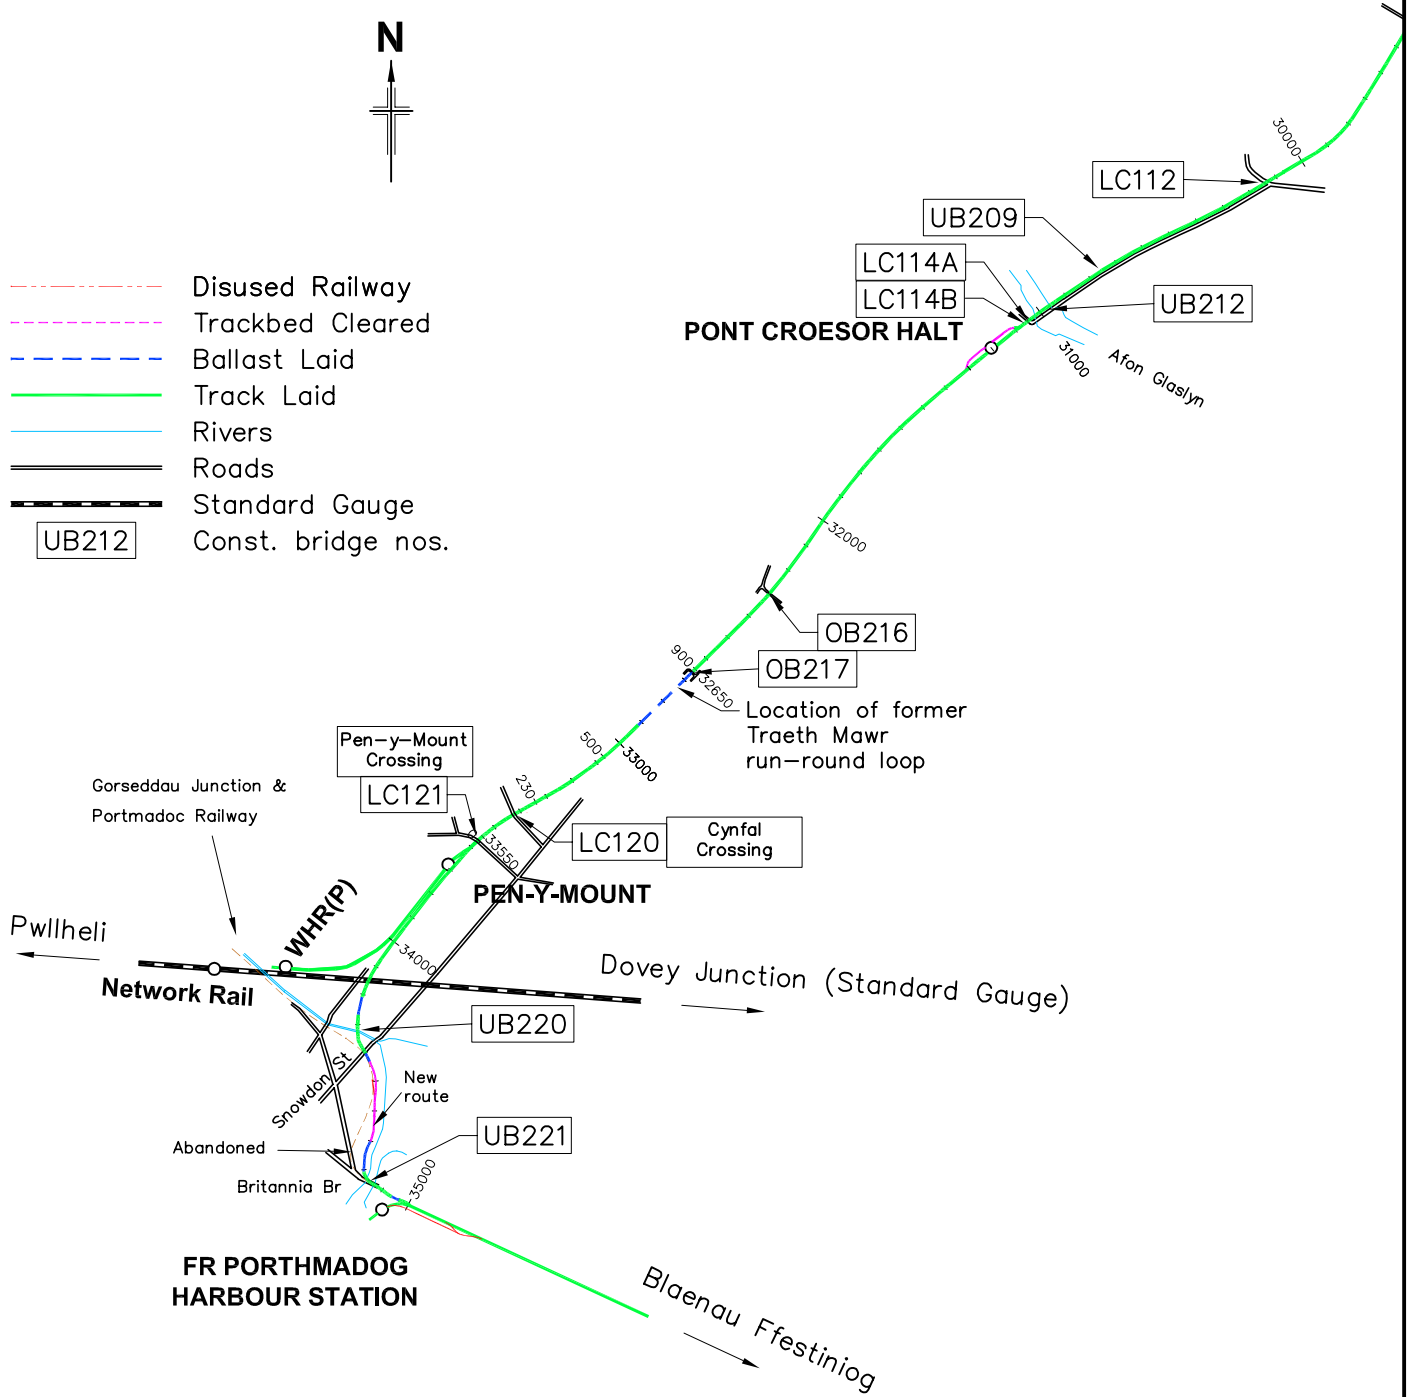 N
30000
LC112
UB209
LC114A
LC114B
UB212
PONT CROESOR HALT
31000
Afon Glaslyn
Disused Railway
Trackbed Cleared
Ballast Laid
Track Laid
Rivers
Roads
Standard Gauge
UB212
Const. bridge nos.
32000
OB216
900
OB217
32650
Location of former
Traeth Mawr
run-round loop
500
33000
Pen-y-Mount
Crossing
LC121
230
Gorseddau Junction &
Portmadoc Railway
LC120
Cynfal
Crossing
33550
PEN-Y-MOUNT
WHR(P)
Pwllheli
34000
Network Rail
Dovey Junction (Standard Gauge)
UB220
Snowdon St
New
route
UB221
Abandoned
Britannia Br
35000
FR PORTHMADOG
HARBOUR STATION
Blaenau Ffestiniog